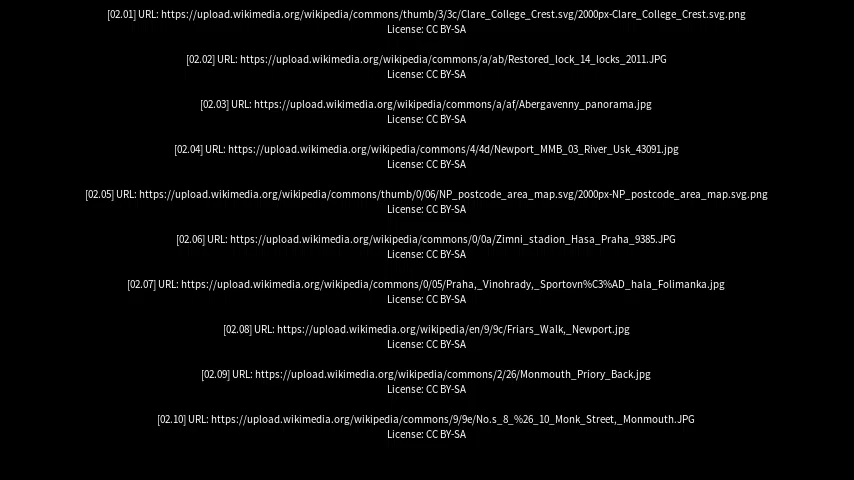 [02.01] URL: https://upload.wikimedia.org/wikipedia/commons/thumb/3/3c/Clare_College_Crest.svg/2000px-Clare_College_Crest.svg.png
License: CC BY-SA
[02.02] URL: https://upload.wikimedia.org/wikipedia/commons/a/ab/Restored_lock_14_locks_2011.JPG
License: CC BY-SA
[02.03] URL: https://upload.wikimedia.org/wikipedia/commons/a/af/Abergavenny_panorama.jpg
License: CC BY-SA
[02.04] URL: https://upload.wikimedia.org/wikipedia/commons/4/4d/Newport_MMB_03_River_Usk_43091.jpg
License: CC BY-SA
[02.05] URL: https://upload.wikimedia.org/wikipedia/commons/thumb/0/06/NP_postcode_area_map.svg/2000px-NP_postcode_area_map.svg.png
License: CC BY-SA
[02.06] URL: https://upload.wikimedia.org/wikipedia/commons/0/0a/Zimni_stadion_Hasa_Praha_9385.JPG
License: CC BY-SA
[02.07] URL: https://upload.wikimedia.org/wikipedia/commons/0/05/Praha,_Vinohrady,_Sportovn%C3%AD_hala_Folimanka.jpg
License: CC BY-SA
[02.08] URL: https://upload.wikimedia.org/wikipedia/en/9/9c/Friars_Walk,_Newport.jpg
License: CC BY-SA
[02.09] URL: https://upload.wikimedia.org/wikipedia/commons/2/26/Monmouth_Priory_Back.jpg
License: CC BY-SA
[02.10] URL: https://upload.wikimedia.org/wikipedia/commons/9/9e/No.s_8_%26_10_Monk_Street,_Monmouth.JPG
License: CC BY-SA